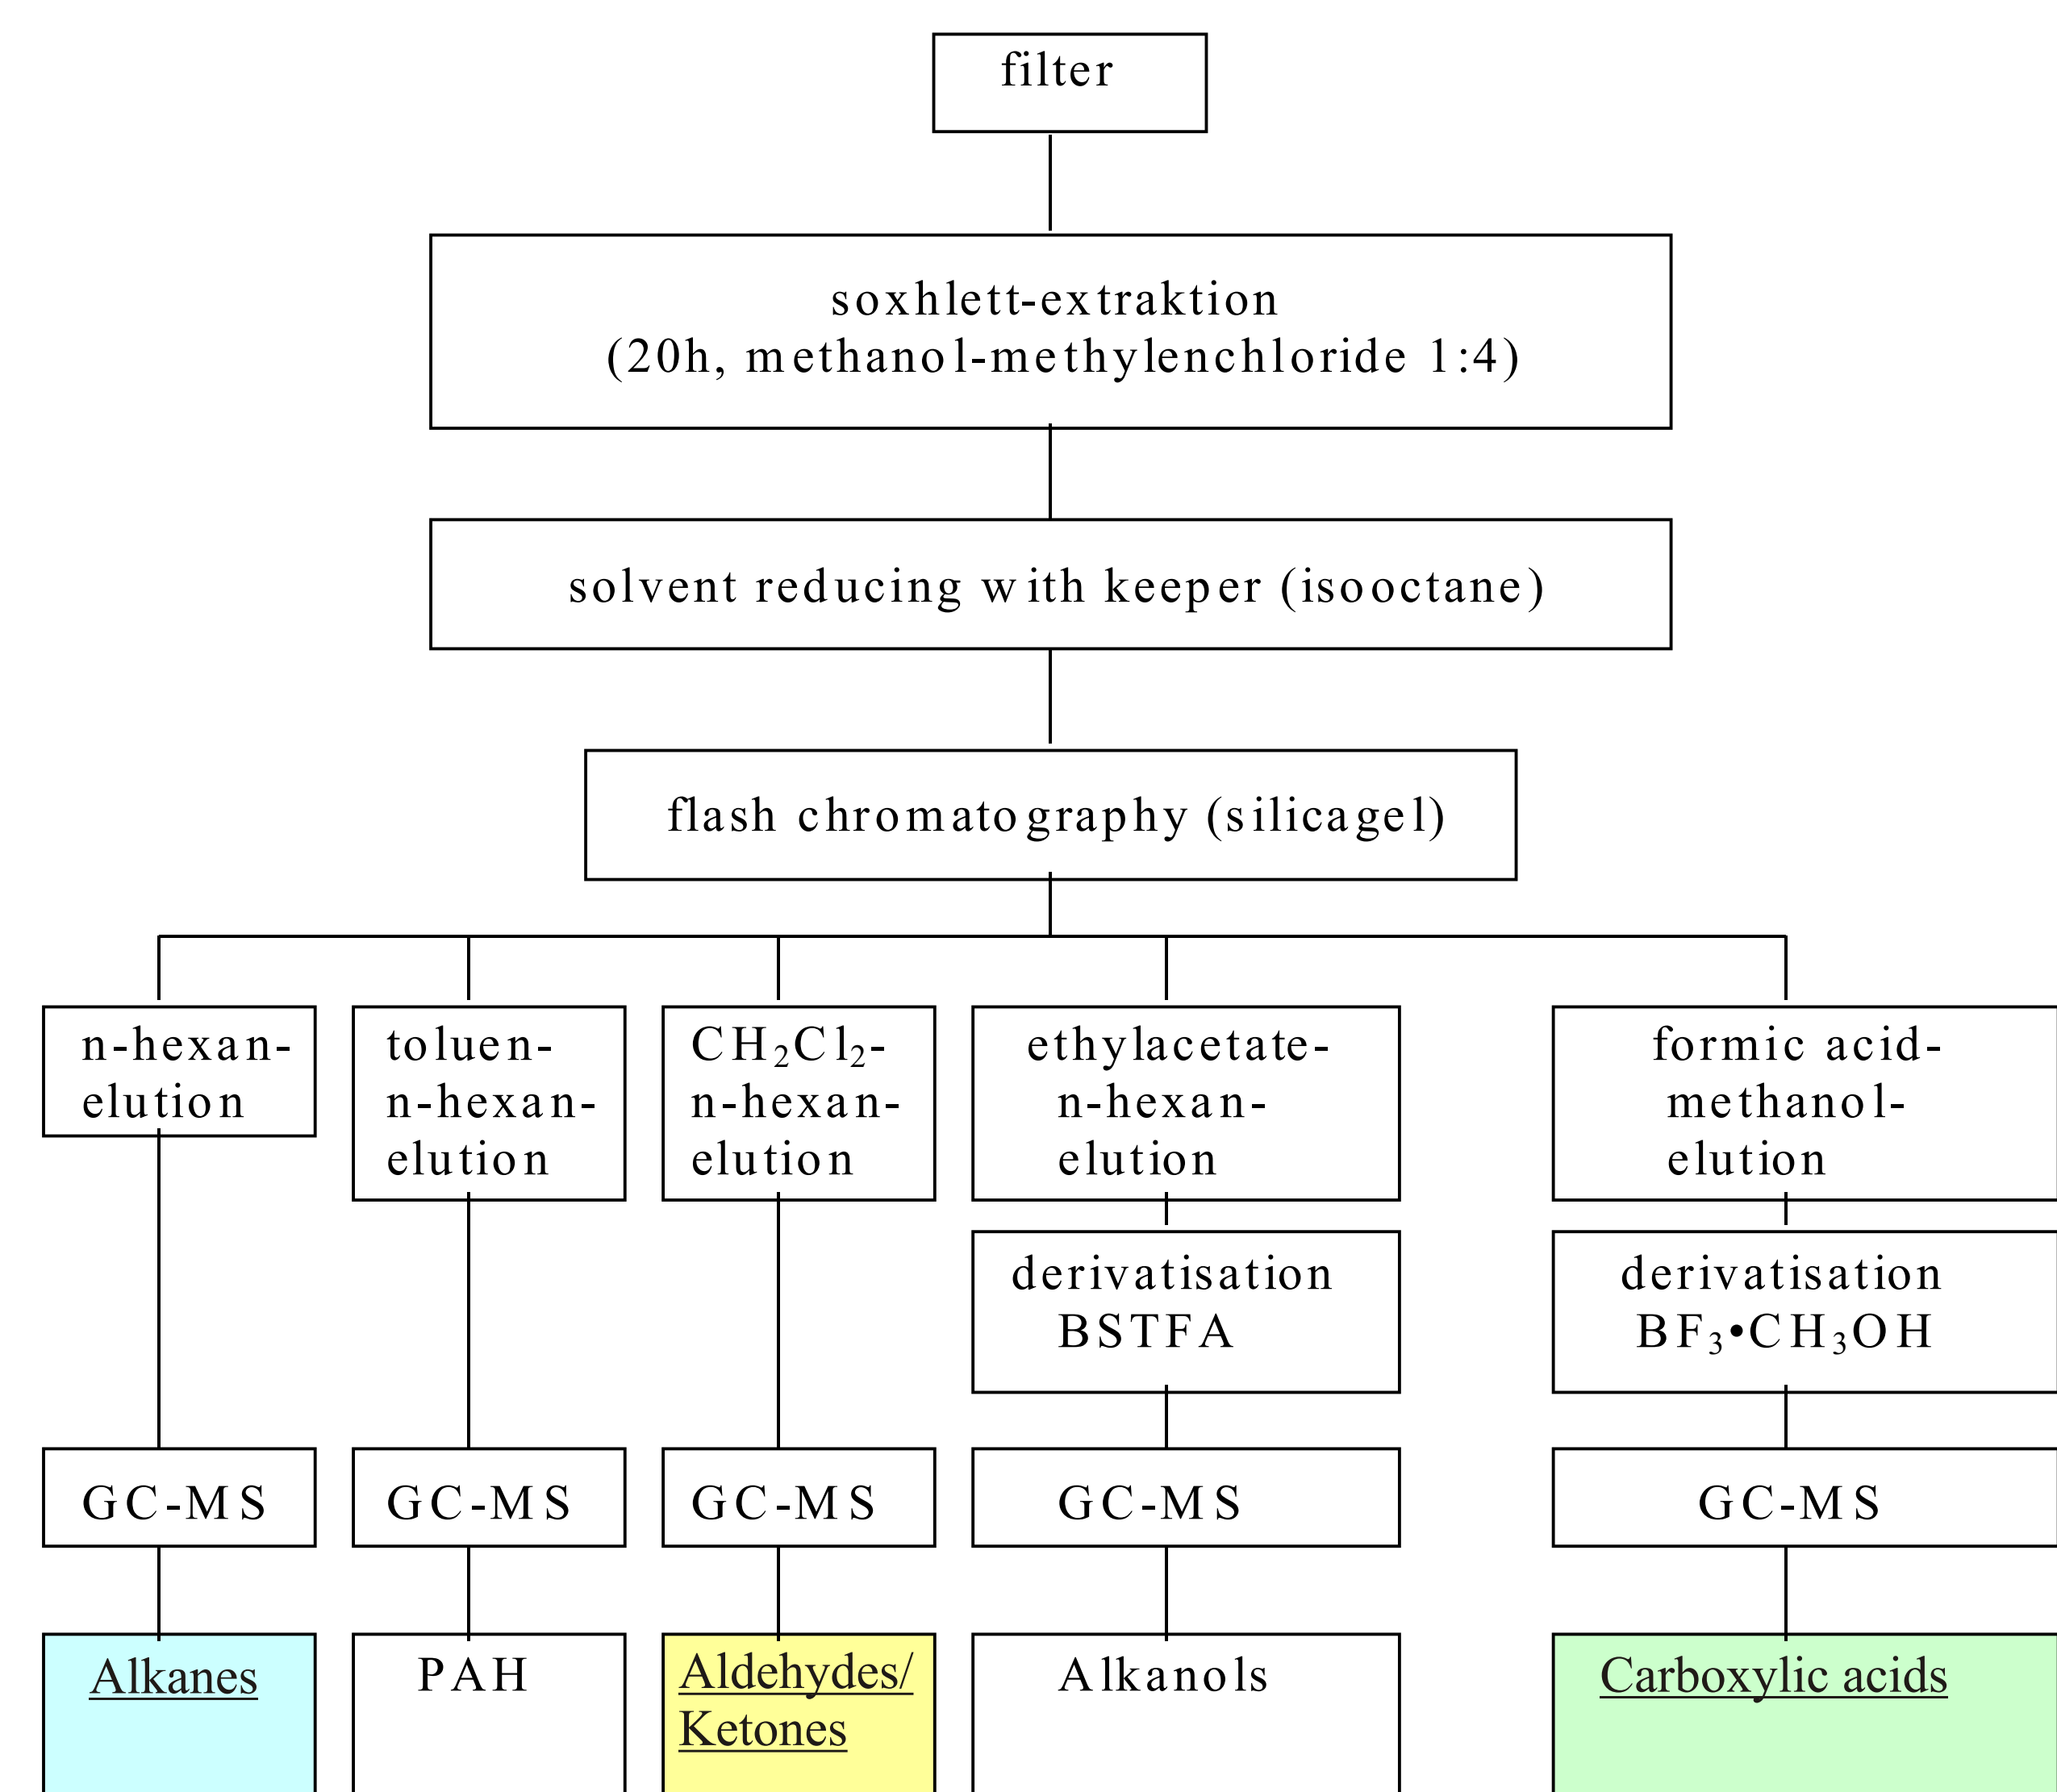 filter
soxhlett-extraktion
(20h, methanol-methylenchloride 1:4)
solvent reducing with keeper (isooctane)
flash chromatography (silicagel)
n-hexan-
elution
toluen-
n-hexan-
elution
CH₂Cl₂-
n-hexan-
elution
ethylacetate-
n-hexan-
elution
formic acid-
methanol-
elution
derivatisation
BSTFA
derivatisation
BF₃•CH₃OH
GC-MS
GC-MS
GC-MS
GC-MS
GC-MS
Alkanes
PAH
Aldehydes/
Ketones
Alkanols
Carboxylic acids